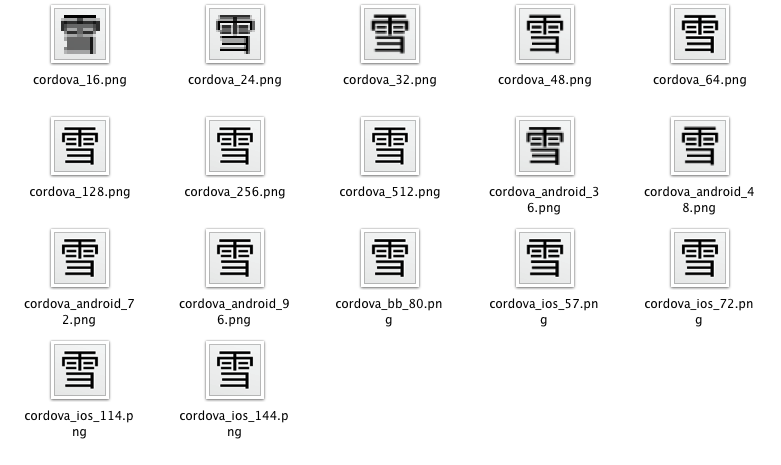 雪 雪 雪 雪 雪
cordova_16.png cordova_24.png cordova_32.png cordova_48.png cordova_64.png
雪 雪 雪 雪 雪
cordova_128.png cordova_256.png cordova_512.png cordova_android_3 cordova_android_4
6.png 8.png
雪 雪 雪 雪 雪
cordova_android_7 cordova_android_9 cordova_bb_80.pn cordova_ios_57.pn cordova_ios_72.pn
2.png 6.png g g g
雪 雪
cordova_ios_114.p cordova_ios_144.p
ng ng